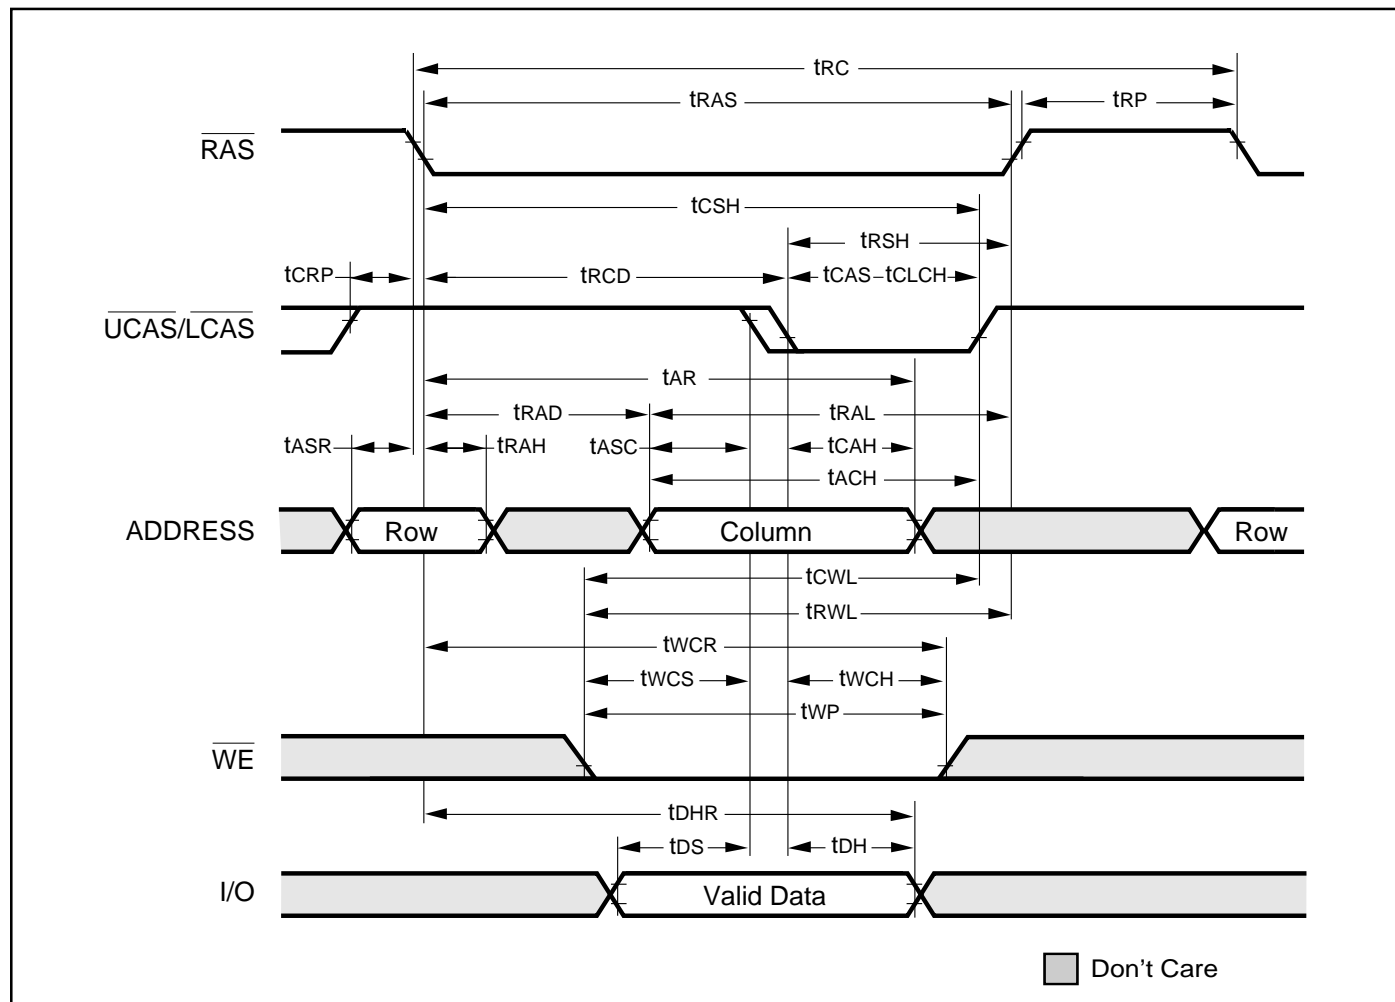 tRC
tRAS
tRP
RAS
tCSH
tRSH
tCRP
tRCD
tCAS
tCLCH
UCAS/LCAS
tAR
tRAD
tRAL
tASR
tRAH
tASC
tCAH
tACH
ADDRESS
Row
Column
Row
tCWL
tRWL
tWCR
tWCS
tWCH
tWP
WE
tDHR
tDS
tDH
I/O
Valid Data
Don't Care